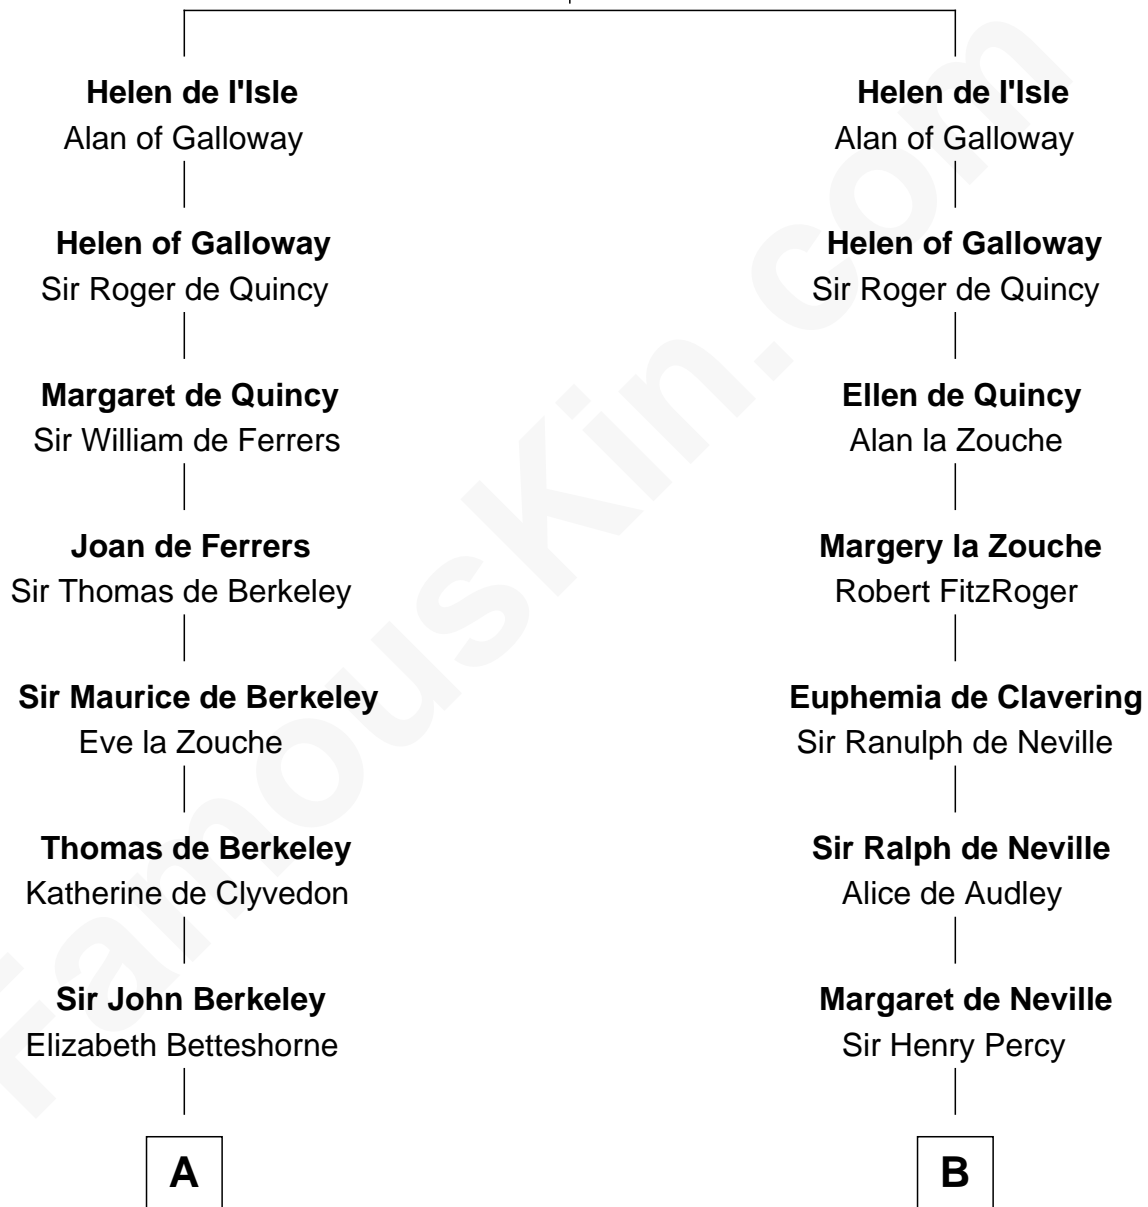 Helen de l'Isle
Alan of Galloway
Helen of Galloway
Sir Roger de Quincy
Margaret de Quincy
Sir William de Ferrers
Joan de Ferrers
Sir Thomas de Berkeley
Sir Maurice de Berkeley
Eve la Zouche
Thomas de Berkeley
Katherine de Clyvedon
Sir John Berkeley
Elizabeth Betteshorne
A
Helen de l'Isle
Alan of Galloway
Helen of Galloway
Sir Roger de Quincy
Ellen de Quincy
Alan la Zouche
Margery la Zouche
Robert FitzRoger
Euphemia de Clavering
Sir Ranulph de Neville
Sir Ralph de Neville
Alice de Audley
Margaret de Neville
Sir Henry Percy
B
FamousKin.com